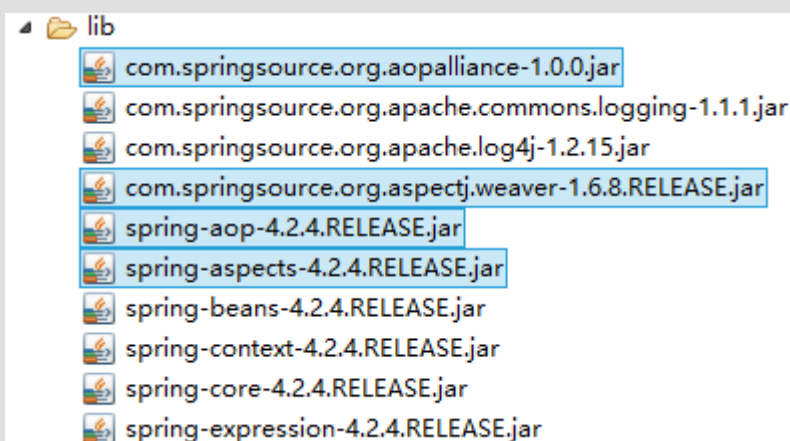 lib
com.springsource.org.aopalliance-1.0.0.jar
com.springsource.org.apache.commons.logging-1.1.1.jar
com.springsource.org.apache.log4j-1.2.15.jar
com.springsource.org.aspectj.weaver-1.6.8.RELEASE.jar
spring-aop-4.2.4.RELEASE.jar
spring-aspects-4.2.4.RELEASE.jar
spring-beans-4.2.4.RELEASE.jar
spring-context-4.2.4.RELEASE.jar
spring-core-4.2.4.RELEASE.jar
spring-expression-4.2.4.RELEASE.jar